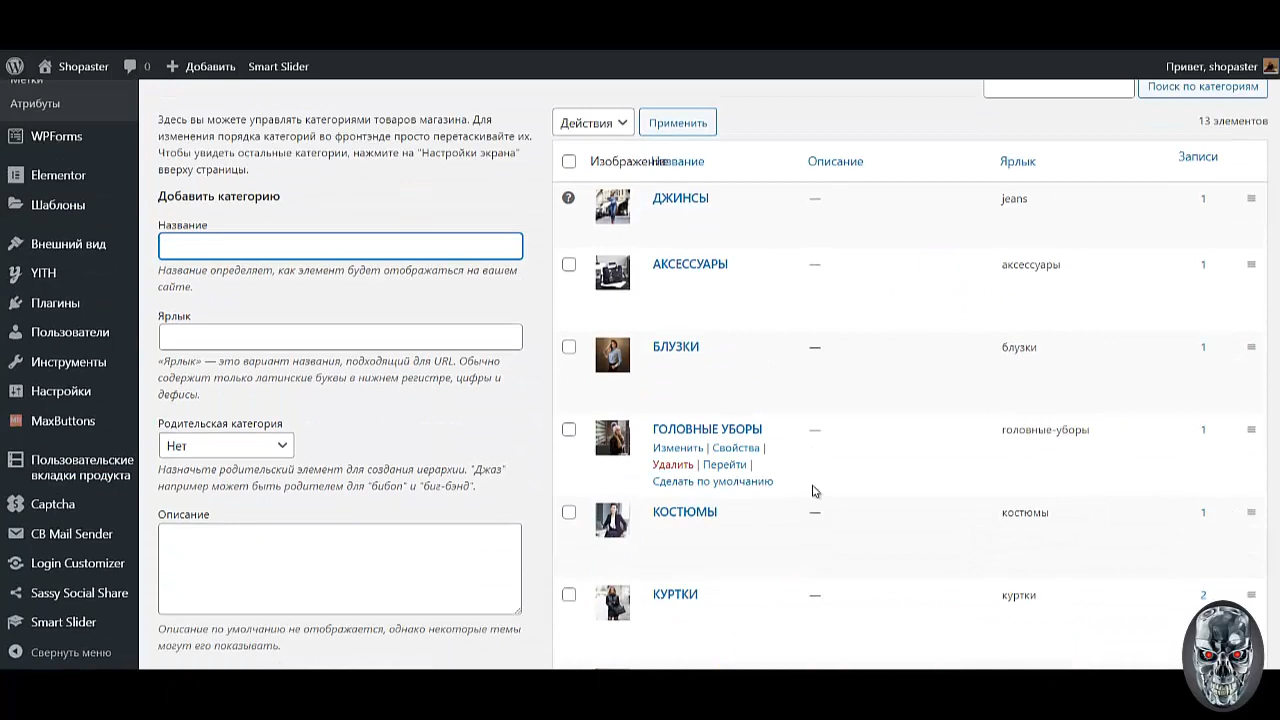 Shopaster
0
Добавить
Smart Slider
Привет, shopaster
Метки
Атрибуты
WPForms
Elementor
Шаблоны
Внешний вид
YITH
Плагины
Пользователи
Инструменты
Настройки
MaxButtons
Пользовательские
вкладки продукта
Captcha
CB Mail Sender
Login Customizer
Sassy Social Share
Smart Slider
Свернуть меню
Здесь вы можете управлять категориями товаров магазина. Для
изменения порядка категорий во фронтэнде просто перетаскивайте их.
Чтобы увидеть остальные категории, нажмите на "Настройки экрана"
вверху страницы.
Добавить категорию
Название
Название определяет, как элемент будет отображаться на вашем
сайте.
Ярлык
«Ярлык» — это вариант названия, подходящий для URL. Обычно
содержит только латинские буквы в нижнем регистре, цифры и
дефисы.
Родительская категория
Нет
Назначьте родительский элемент для создания иерархии. "Джаз"
например может быть родителем для "бибоп" и "биг-бэнд".
Описание
Описание по умолчанию не отображается, однако некоторые темы
могут его показывать.
Поиск по категориям
Действия
Применить
13 элементов
Изображение Название Описание Ярлык Записи
ДЖИНСЫ — jeans 1
АКСЕССУАРЫ — аксессуары 1
БЛУЗКИ — блузки 1
ГОЛОВНЫЕ УБОРЫ — головные-уборы 1
Изменить | Свойства |
Удалить | Перейти |
Сделать по умолчанию
КОСТЮМЫ — костюмы 1
КУРТКИ — куртки 2